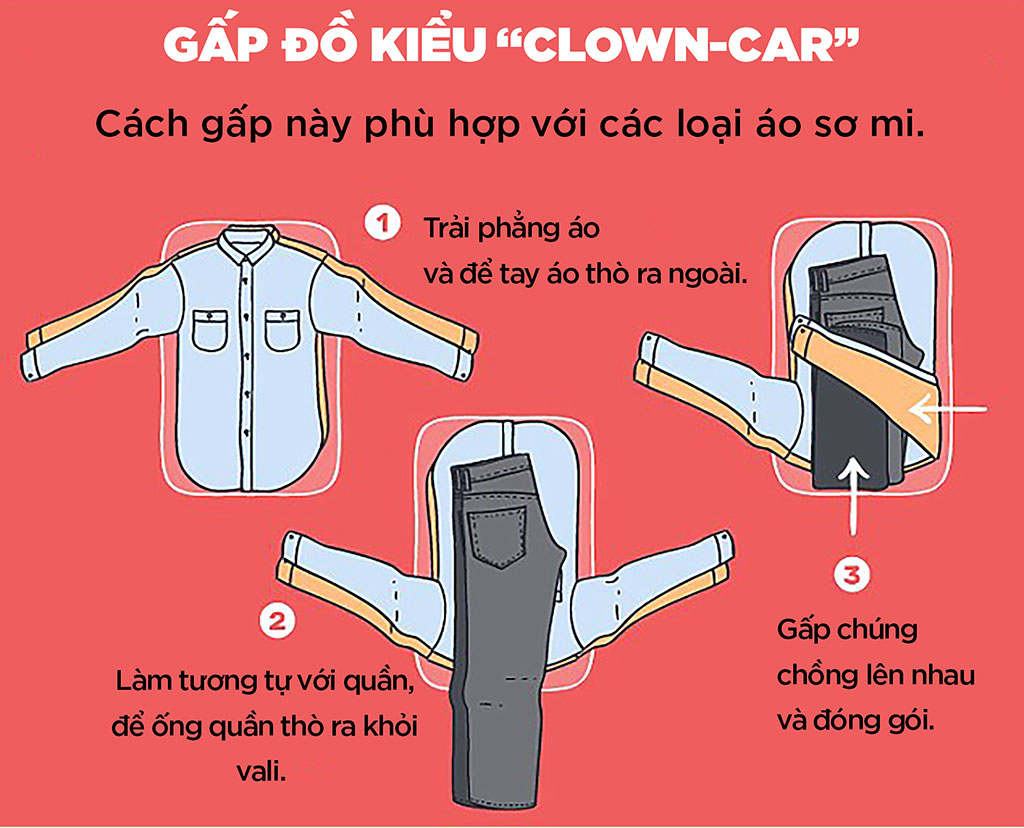 GẤP ĐỒ KIỂU “CLOWN-CAR”
Cách gấp này phù hợp với các loại áo sơ mi.
1
Trải phẳng áo
và để tay áo thò ra ngoài.
2
Làm tương tự với quần,
để ống quần thò ra khỏi
vali.
3
Gấp chúng
chồng lên nhau
và đóng gói.